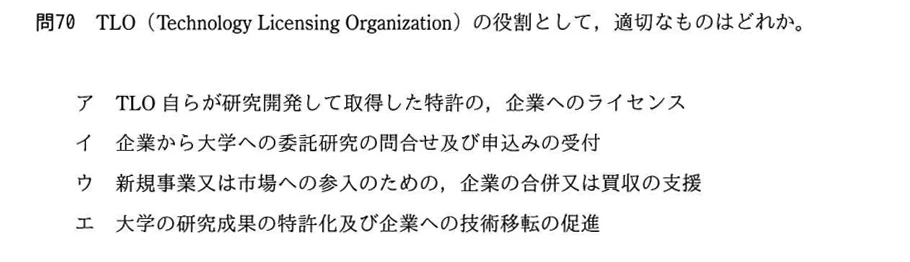 問70 TLO（Technology Licensing Organization）の役割として，適切なものはどれか。
ア TLO 自らが研究開発して取得した特許の，企業へのライセンス
イ 企業から大学への委託研究の問合せ及び申込みの受付
ウ 新規事業又は市場への参入のための，企業の合併又は買収の支援
エ 大学の研究成果の特許化及び企業への技術移転の促進